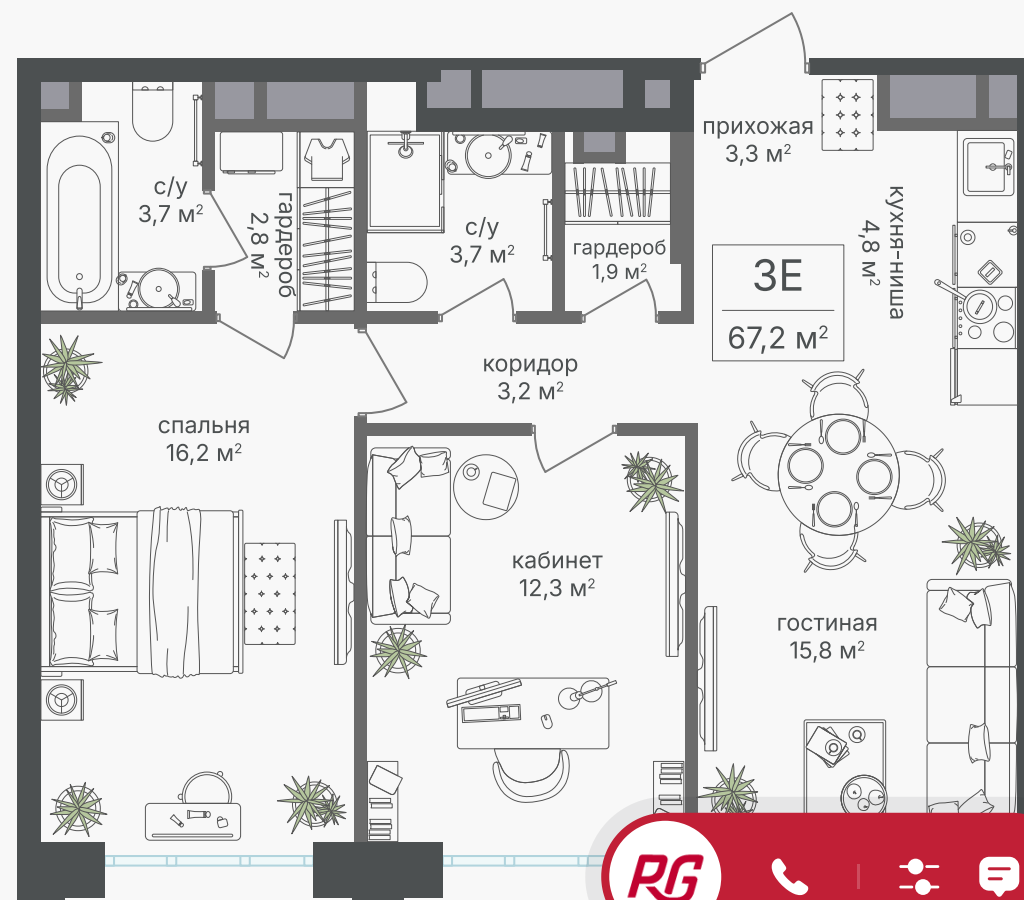 прихожая
3,3 м²
с/у
3,7 м²
гардероб
2,8 м²
с/у
3,7 м²
гардероб
1,9 м²
кухня-ниша
4,8 м²
3Е
67,2 м²
коридор
3,2 м²
спальня
16,2 м²
кабинет
12,3 м²
гостиная
15,8 м²
RG